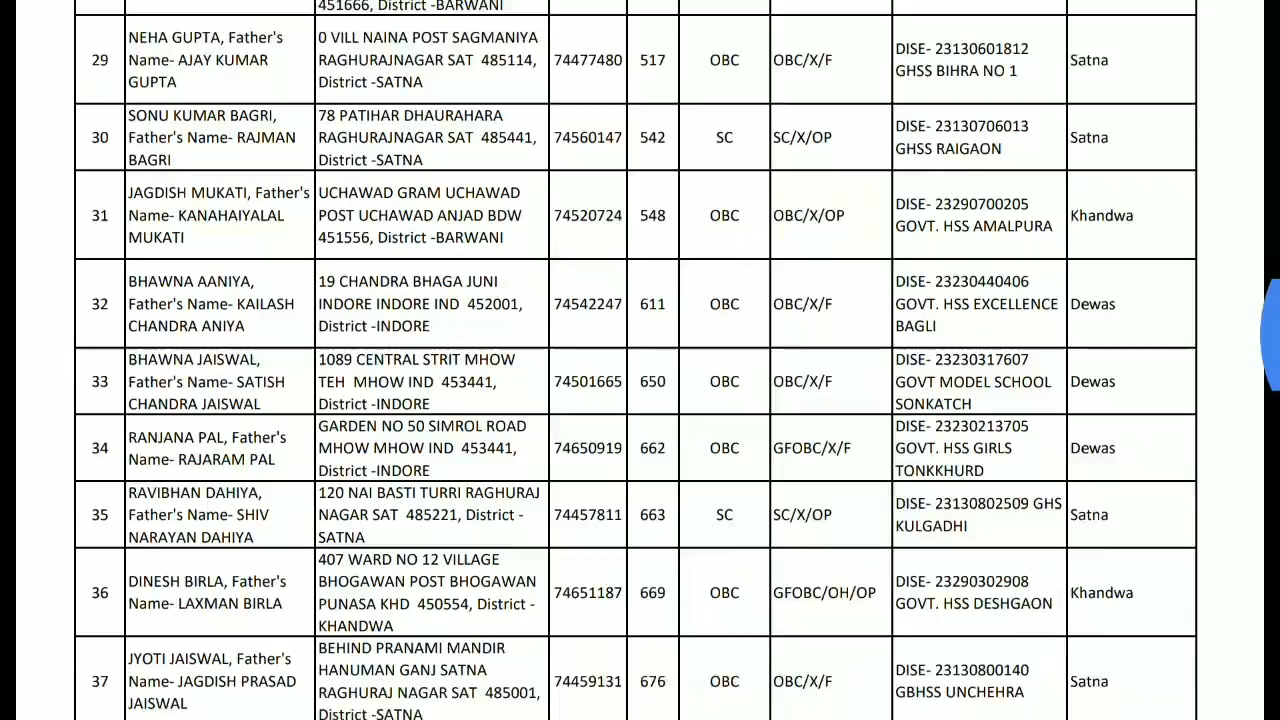 451666, District -BARWANI
29
NEHA GUPTA, Father's
Name- AJAY KUMAR
GUPTA
0 VILL NAINA POST SAGMANIYA
RAGHURAJNAGAR SAT 485114,
District -SATNA
74477480
517
OBC
OBC/X/F
DISE- 23130601812
GHSS BIHRA NO 1
Satna
30
SONU KUMAR BAGRI,
Father's Name- RAJMAN
BAGRI
78 PATIHAR DHAURAHARA
RAGHURAJNAGAR SAT 485441,
District -SATNA
74560147
542
SC
SC/X/OP
DISE- 23130706013
GHSS RAIGAON
Satna
31
JAGDISH MUKATI, Father's
Name- KANAHAIYALAL
MUKATI
UCHAWAD GRAM UCHAWAD
POST UCHAWAD ANJAD BDW
451556, District -BARWANI
74520724
548
OBC
OBC/X/OP
DISE- 23290700205
GOVT. HSS AMALPURA
Khandwa
32
BHAWNA AANIYA,
Father's Name- KAILASH
CHANDRA ANIYA
19 CHANDRA BHAGA JUNI
INDORE INDORE IND 452001,
District -INDORE
74542247
611
OBC
OBC/X/F
DISE- 23230440406
GOVT. HSS EXCELLENCE
BAGLI
Dewas
33
BHAWNA JAISWAL,
Father's Name- SATISH
CHANDRA JAISWAL
1089 CENTRAL STRIT MHOW
TEH MHOW IND 453441,
District -INDORE
74501665
650
OBC
OBC/X/F
DISE- 23230317607
GOVT MODEL SCHOOL
SONKATCH
Dewas
34
RANJANA PAL, Father's
Name- RAJARAM PAL
GARDEN NO 50 SIMROL ROAD
MHOW MHOW IND 453441,
District -INDORE
74650919
662
OBC
GFOBC/X/F
DISE- 23230213705
GOVT. HSS GIRLS
TONKKHURD
Dewas
35
RAVIBHAN DAHIYA,
Father's Name- SHIV
NARAYAN DAHIYA
120 NAI BASTI TURRI RAGHURAJ
NAGAR SAT 485221, District -
SATNA
74457811
663
SC
SC/X/OP
DISE- 23130802509 GHS
KULGADHI
Satna
36
DINESH BIRLA, Father's
Name- LAXMAN BIRLA
407 WARD NO 12 VILLAGE
BHOGAWAN POST BHOGAWAN
PUNASA KHD 450554, District -
KHANDWA
74651187
669
OBC
GFOBC/OH/OP
DISE- 23290302908
GOVT. HSS DESHGAON
Khandwa
37
JYOTI JAISWAL, Father's
Name- JAGDISH PRASAD
JAISWAL
BEHIND PRANAMI MANDIR
HANUMAN GANJ SATNA
RAGHURAJ NAGAR SAT 485001,
District -SATNA
74459131
676
OBC
OBC/X/F
DISE- 23130800140
GBHSS UNCHEHRA
Satna